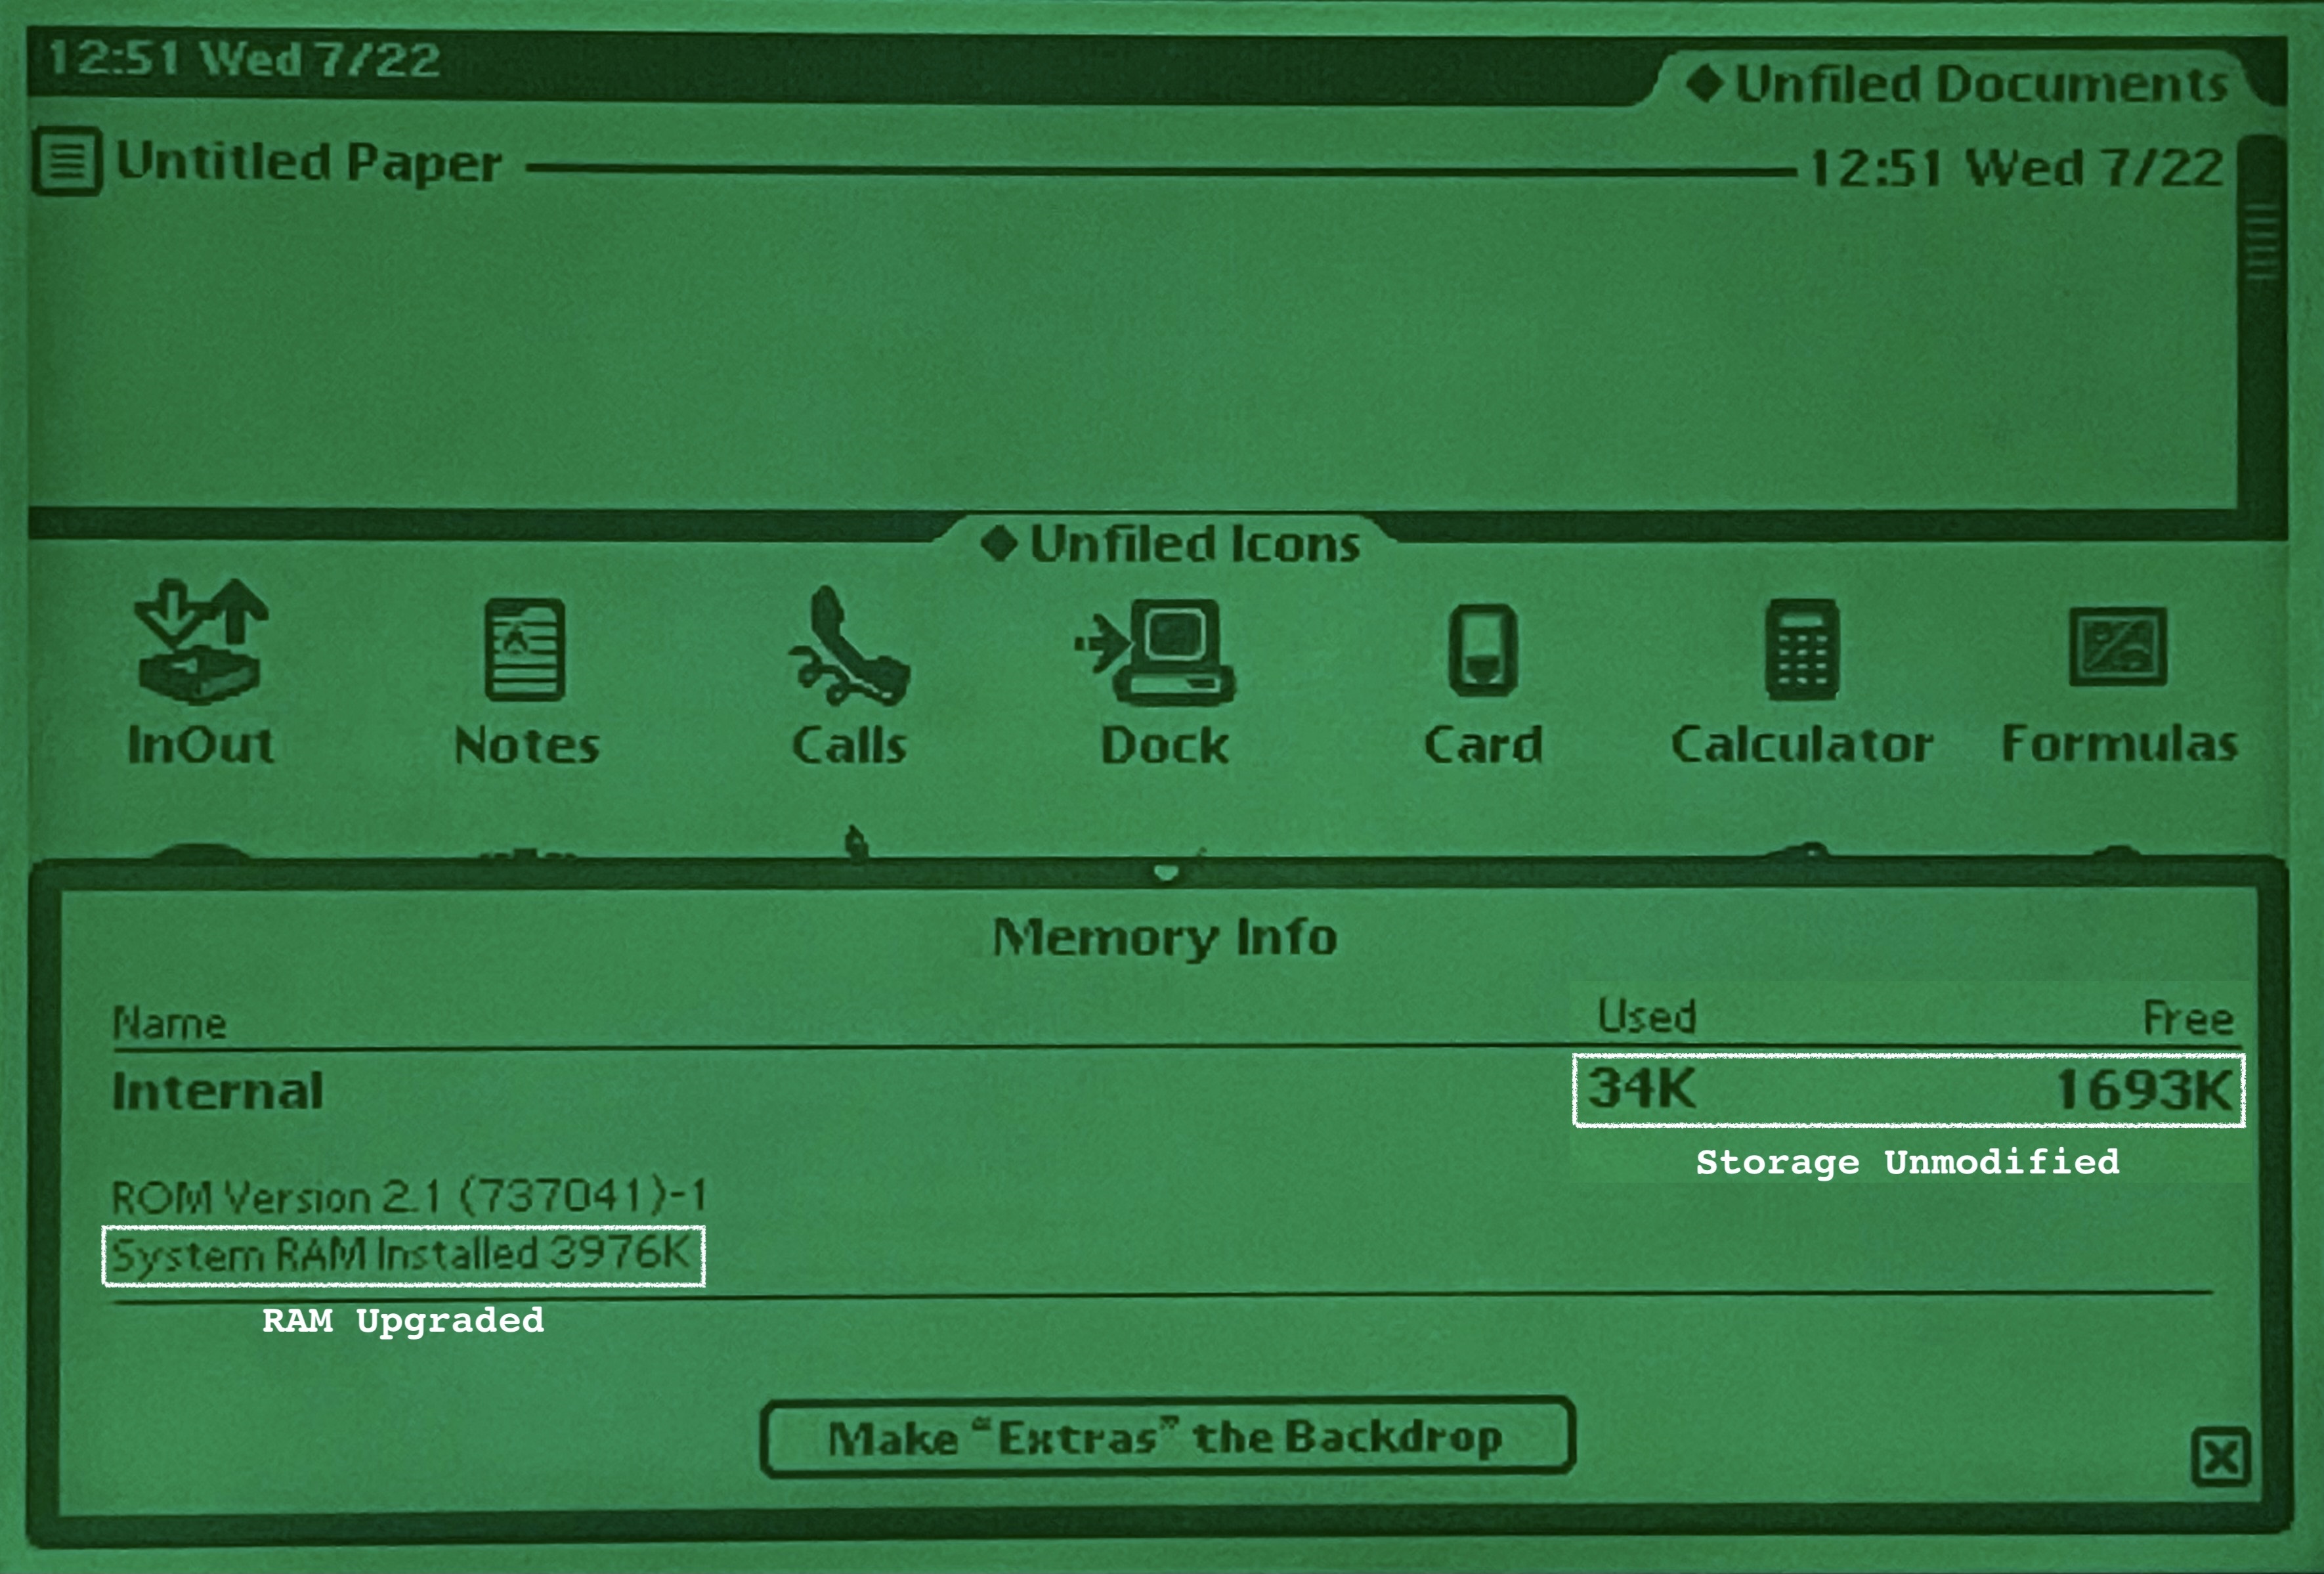 12:51 Wed 7/22
◆ Unfiled Documents
Untitled Paper 12:51 Wed 7/22
◆ Unfiled Icons
InOut Notes Calls Dock Card Calculator Formulas
Memory Info
Name Used Free
Internal 34K 1693K
Storage Unmodified
ROM Version 2.1 (737041)-1
System RAM Installed 3976K
RAM Upgraded
Make “Extras” the Backdrop